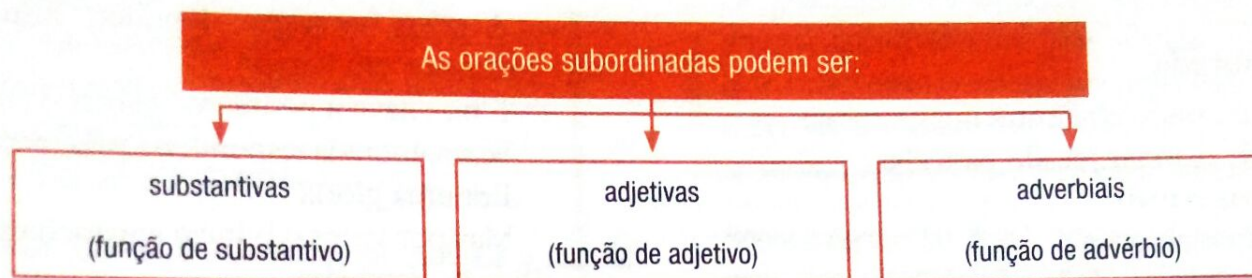 As orações subordinadas podem ser:
substantivas
(função de substantivo)
adjetivas
(função de adjetivo)
adverbiais
(função de advérbio)